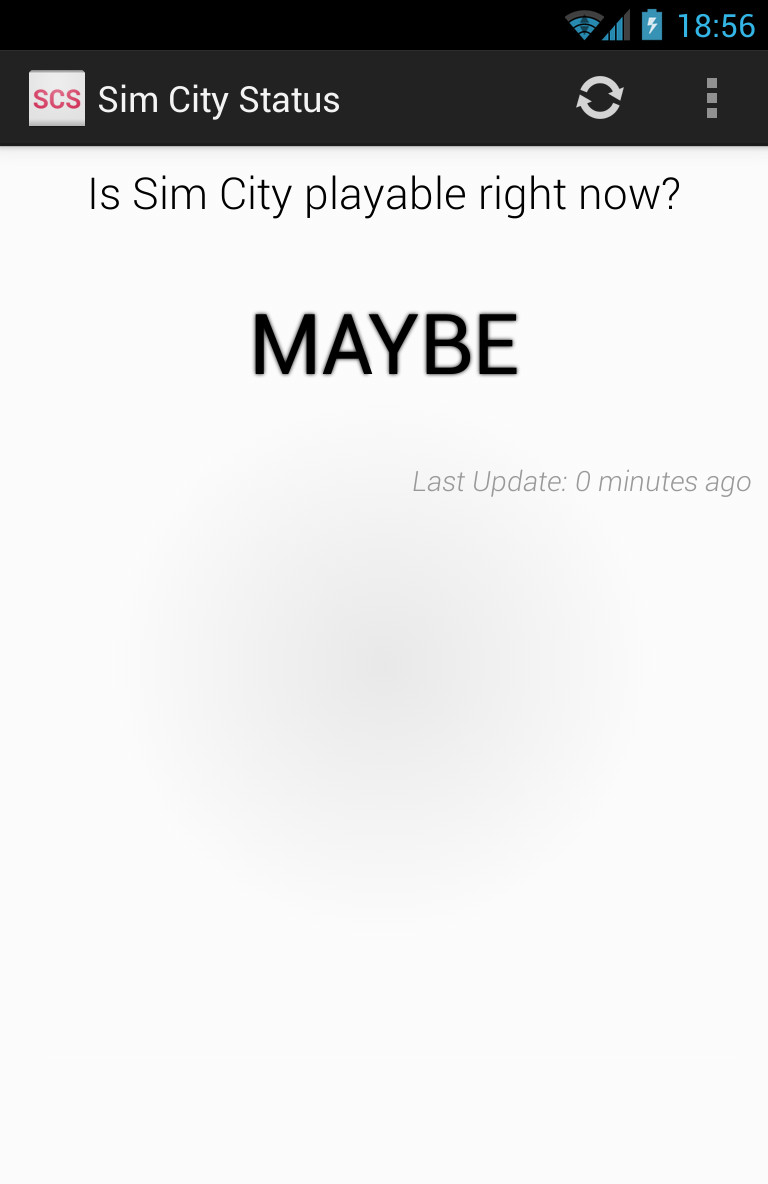 18:56
SCS Sim City Status
Is Sim City playable right now?
MAYBE
Last Update: 0 minutes ago